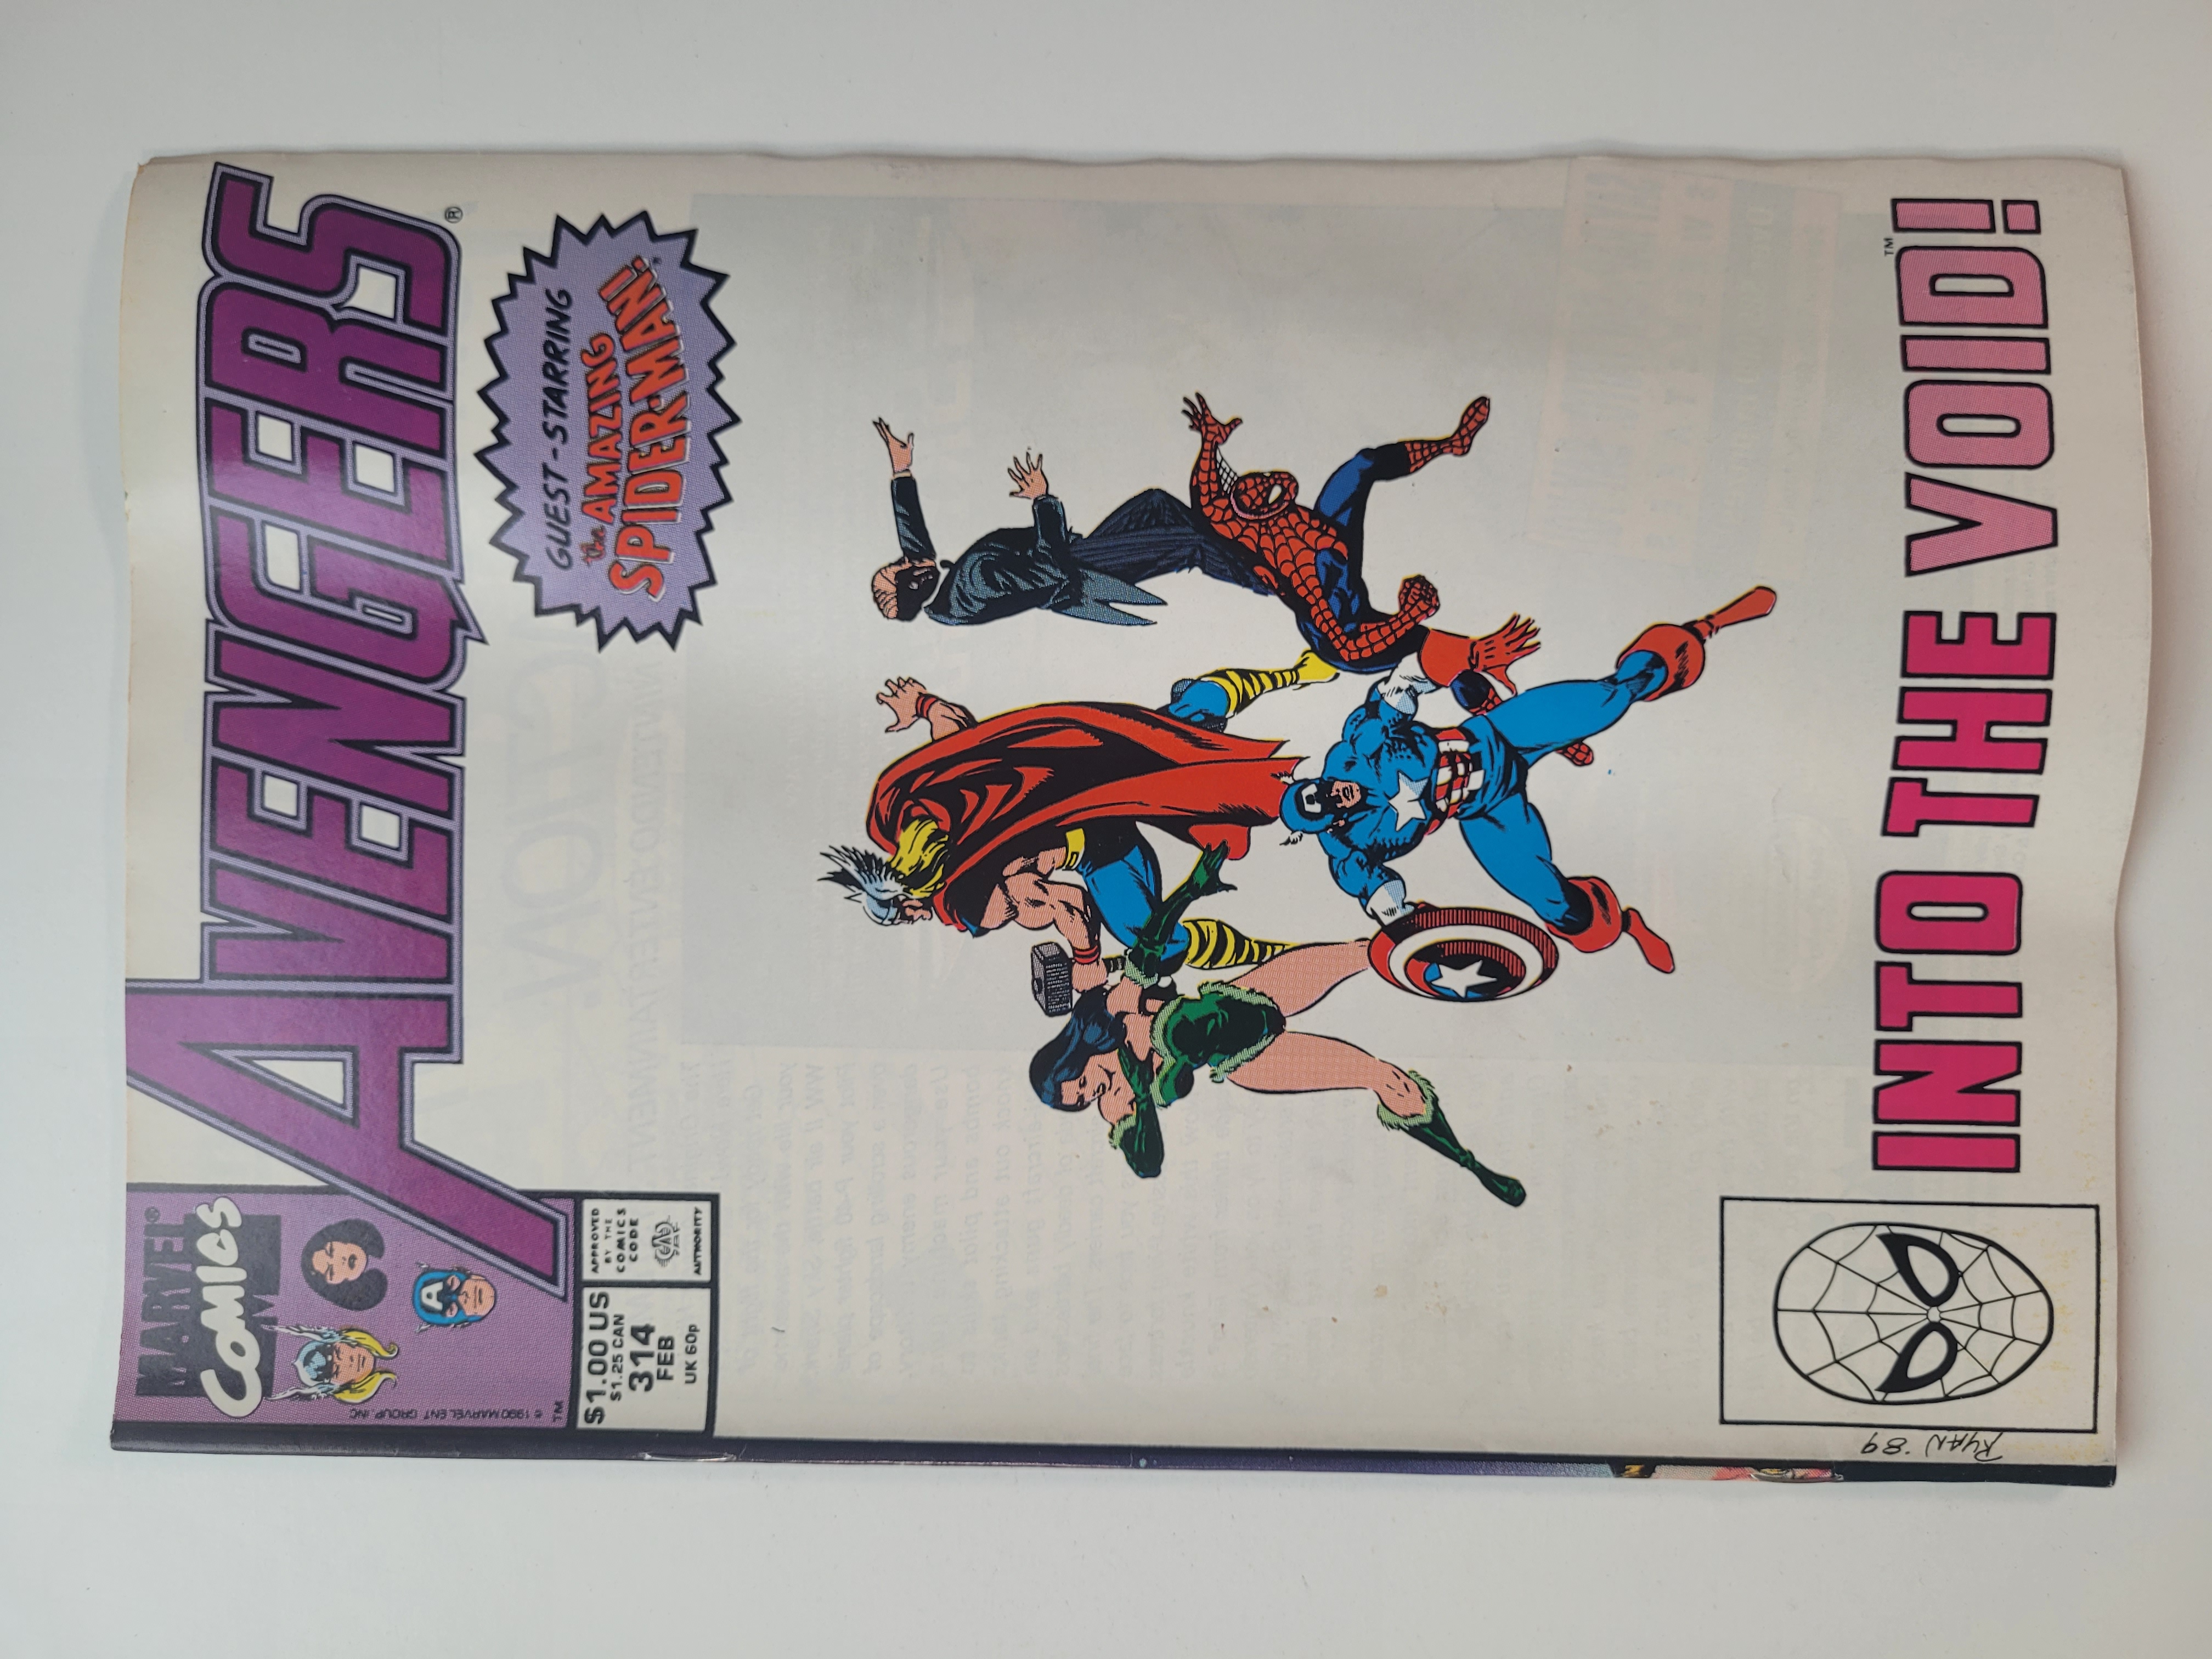 MARVEL®
COMICS
© 1990 MARVEL ENT GROUP, INC
TM
AVENGERS®
$1.00 US
$1.25 CAN
314
FEB
UK 60p
APPROVED
BY THE
COMICS
CODE
AUTHORITY
GUEST-STARRING
the AMAZING
SPIDER-MAN!®
A
INTO THE VOID!™
RYAN '89